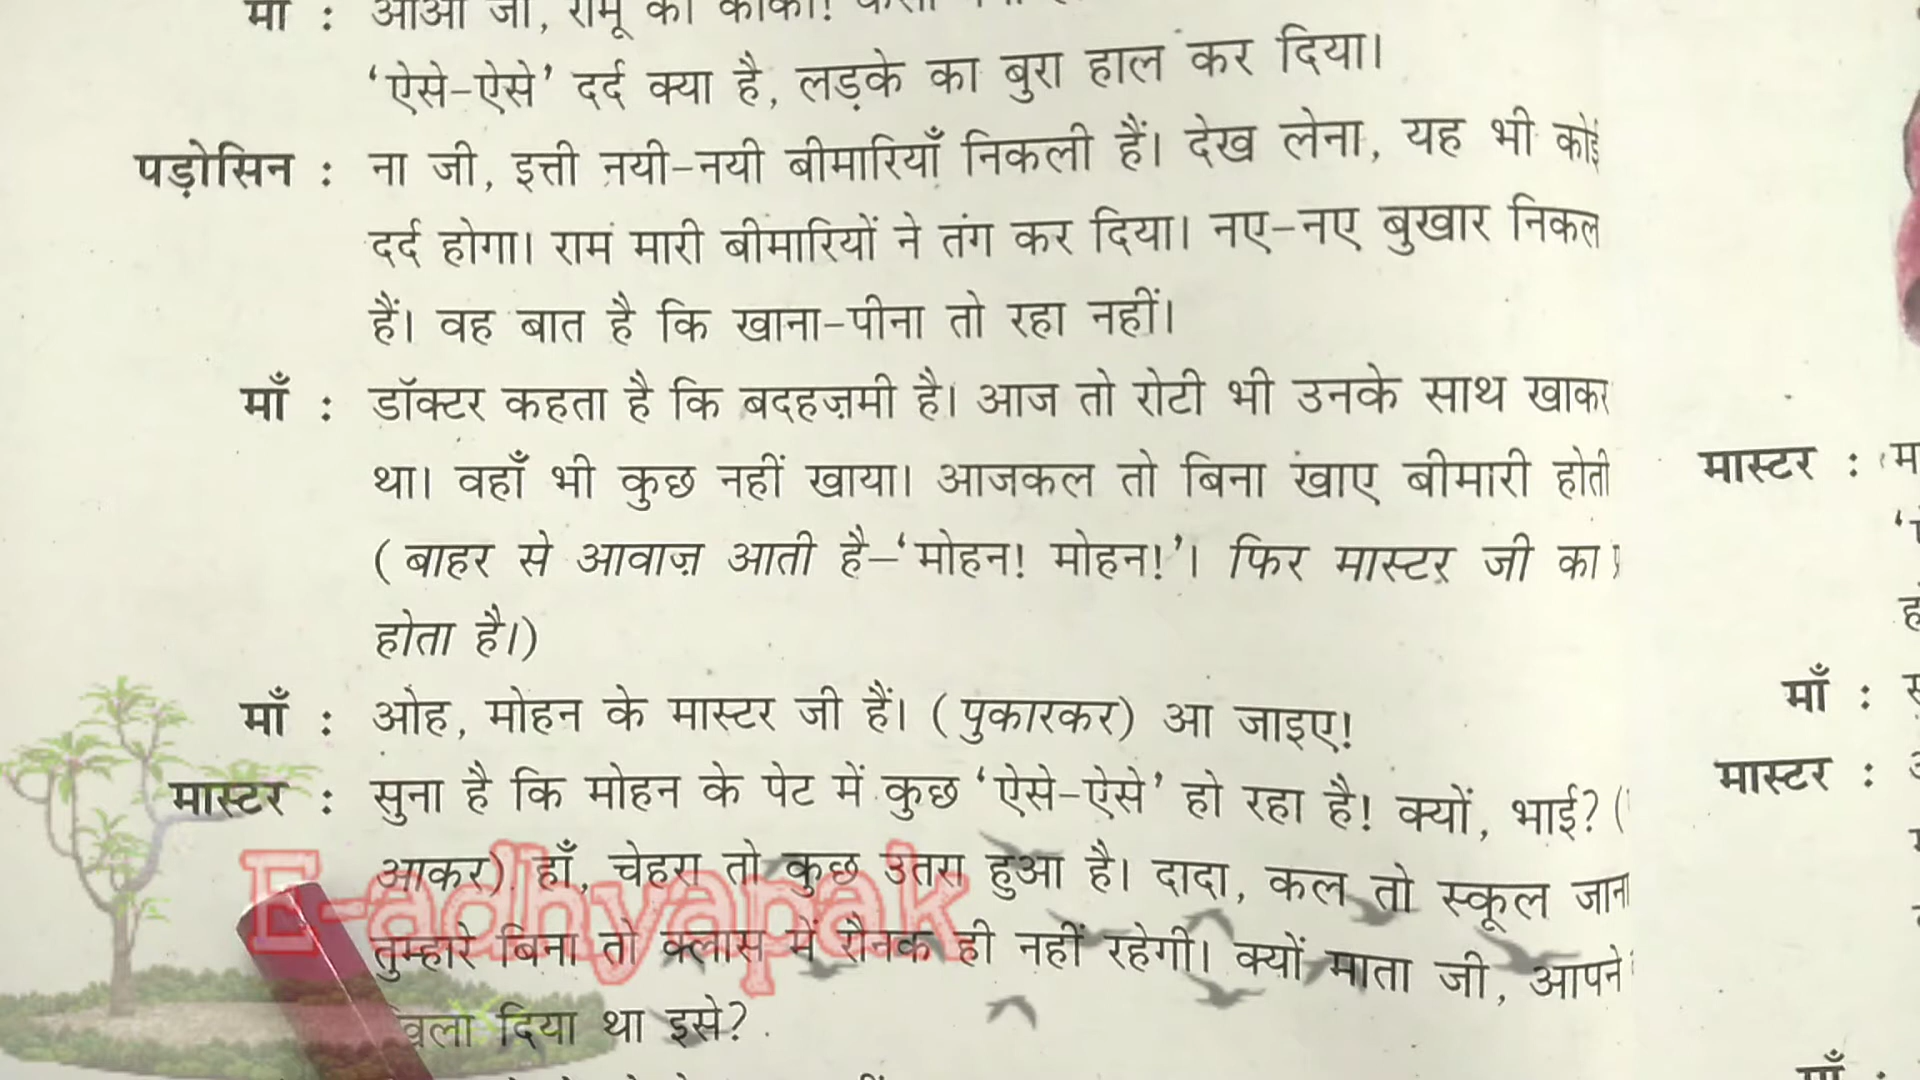 माँ :
'ऐसे-ऐसे' दर्द क्या है, लड़के का बुरा हाल कर दिया।
पड़ोसिन : ना जी, इत्ती नयी-नयी बीमारियाँ निकली हैं। देख लेना, यह भी कोई
दर्द होगा। राम मारी बीमारियों ने तंग कर दिया। नए-नए बुखार निकल
हैं। वह बात है कि खाना-पीना तो रहा नहीं।
माँ : डॉक्टर कहता है कि बदहज़मी है। आज तो रोटी भी उनके साथ खाकर
था। वहाँ भी कुछ नहीं खाया। आजकल तो बिना खाए बीमारी होती
(बाहर से आवाज़ आती है–'मोहन! मोहन!'। फिर मास्टर जी का
होता है।)
माँ : ओह, मोहन के मास्टर जी हैं। (पुकारकर) आ जाइए!
मास्टर : सुना है कि मोहन के पेट में कुछ 'ऐसे-ऐसे' हो रहा है! क्यों, भाई? (
आकर) हाँ, चेहरा तो कुछ उतरा हुआ है। दादा, कल तो स्कूल जाना
तुम्हारे बिना तो क्लास में रौनक ही नहीं रहेगी। क्यों माता जी, आपने
दिया था इसे?
E-adhyapak
मास्टर :
माँ :
मास्टर :
माँ :